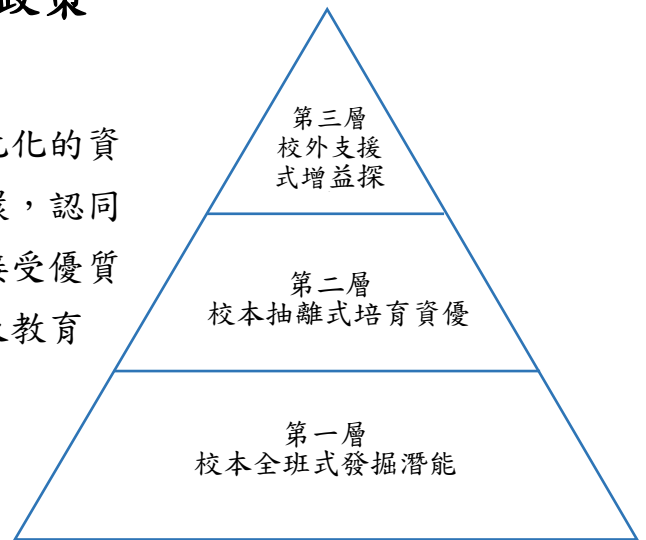 政策
化的資
，認同
接受優質
教育
第三層
校外支援
式增益探
第二層
校本抽離式培育資優
第一層
校本全班式發掘潛能